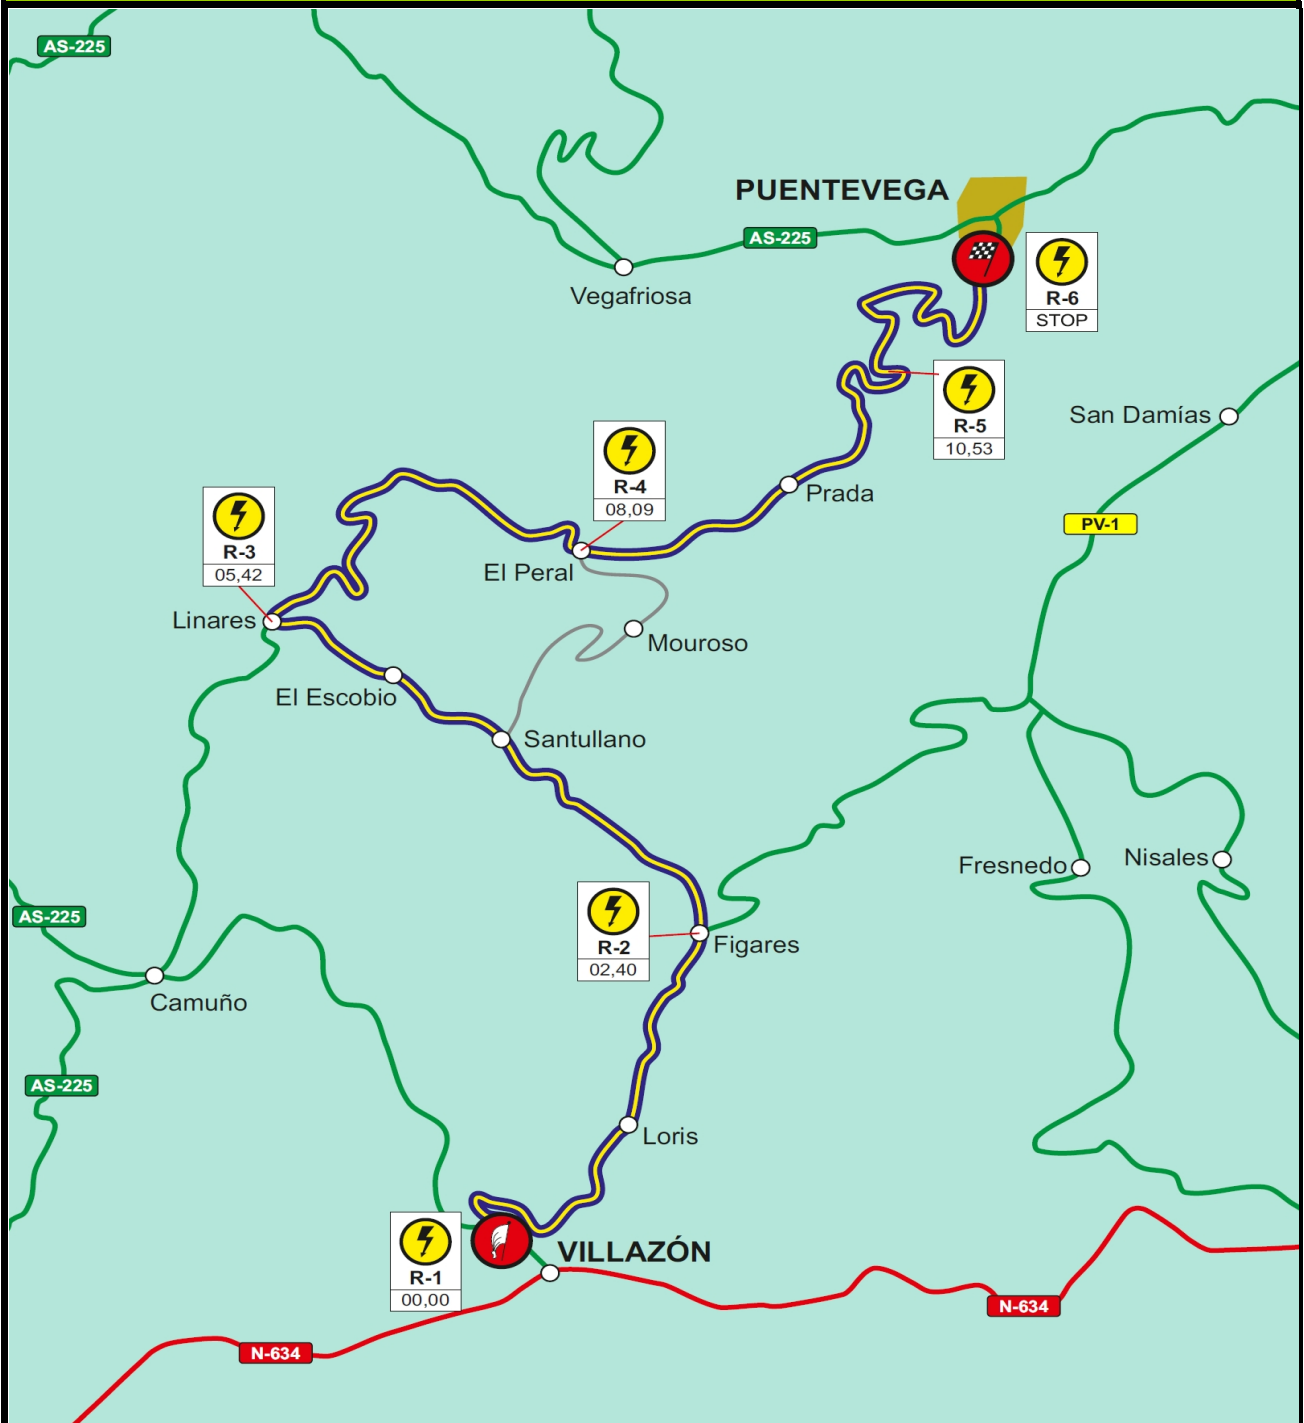 AS-225
PUENTEVEGA
AS-225
R-6
STOP
Vegafriosa
R-5
10,53
San Damías
R-4
08,09
Prada
PV-1
R-3
05,42
El Peral
Linares
Mouroso
El Escobio
Santullano
Fresnedo
Nisales
AS-225
R-2
02,40
Figares
Camuño
AS-225
Loris
R-1
00,00
VILLAZÓN
N-634
N-634